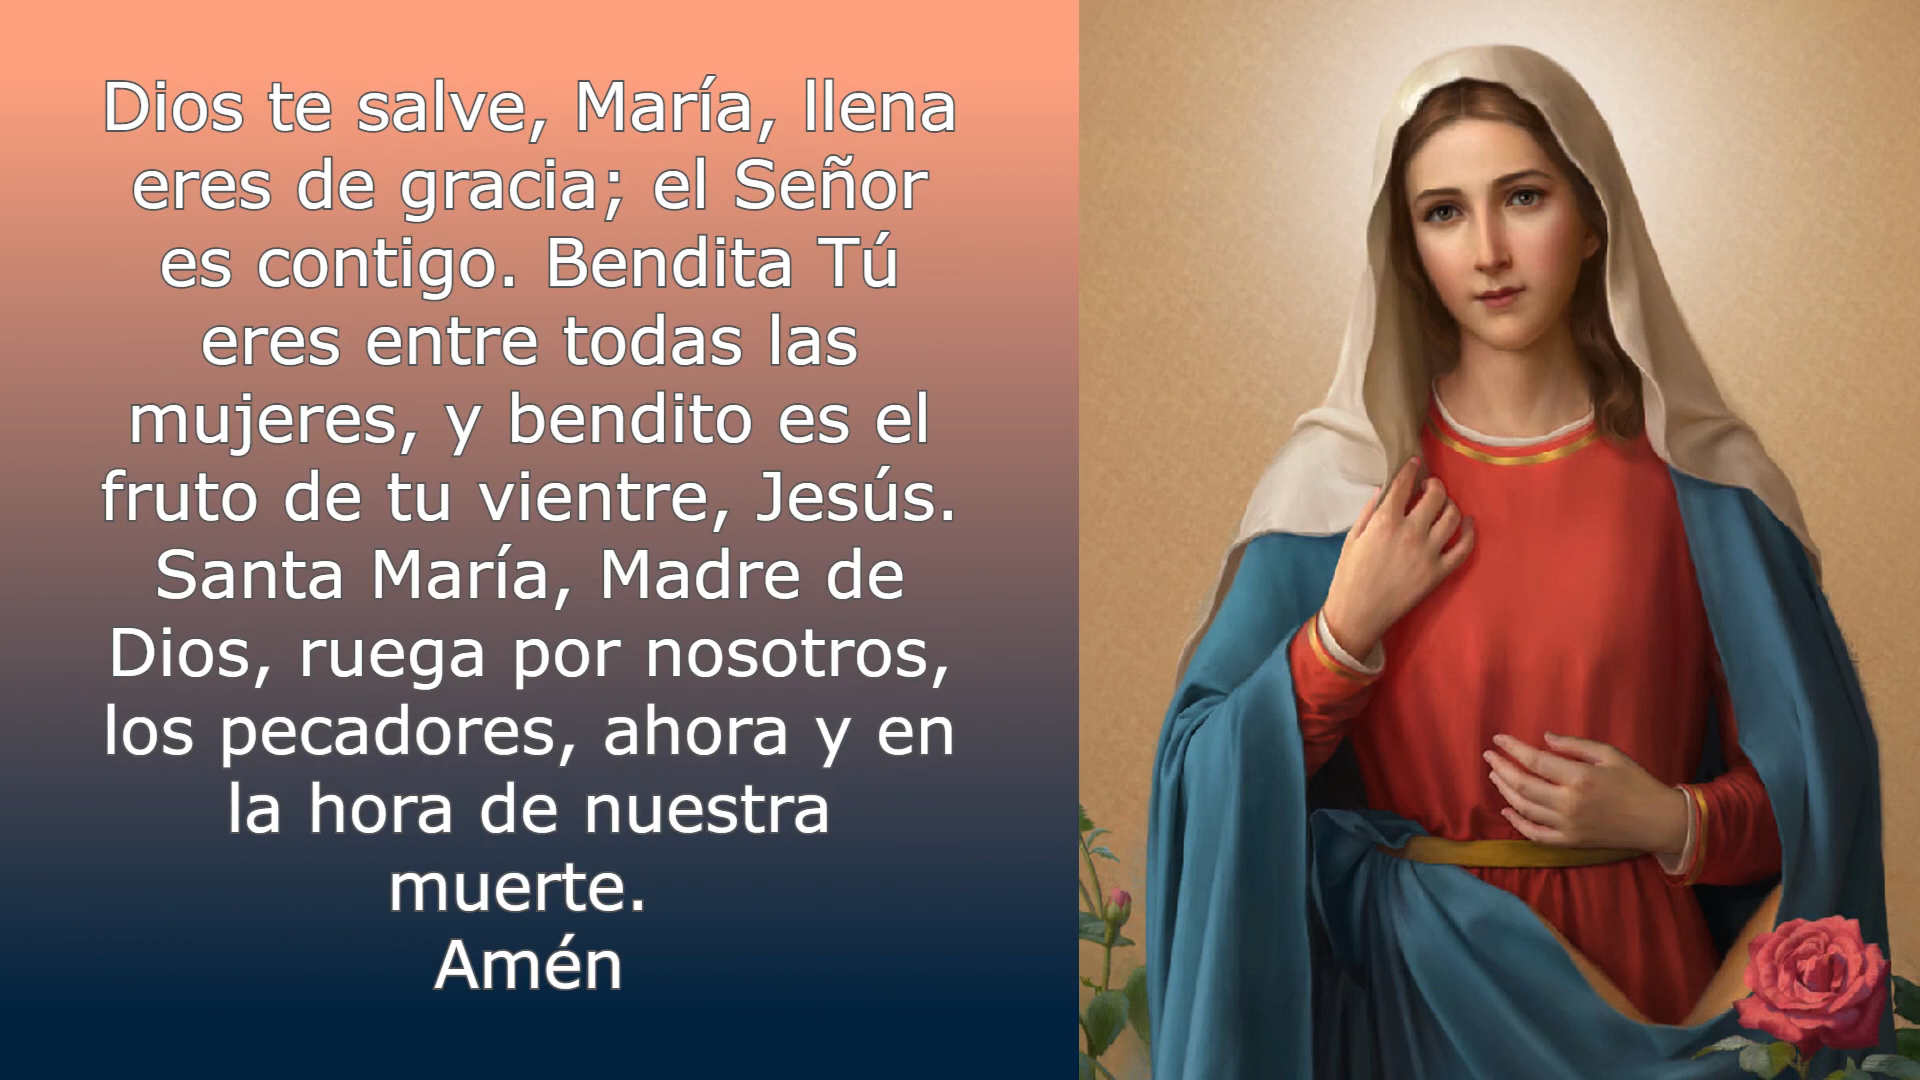 Dios te salve, María, llena
eres de gracia; el Señor
es contigo. Bendita Tú
eres entre todas las
mujeres, y bendito es el
fruto de tu vientre, Jesús.
Santa María, Madre de
Dios, ruega por nosotros,
los pecadores, ahora y en
la hora de nuestra
muerte.
Amén